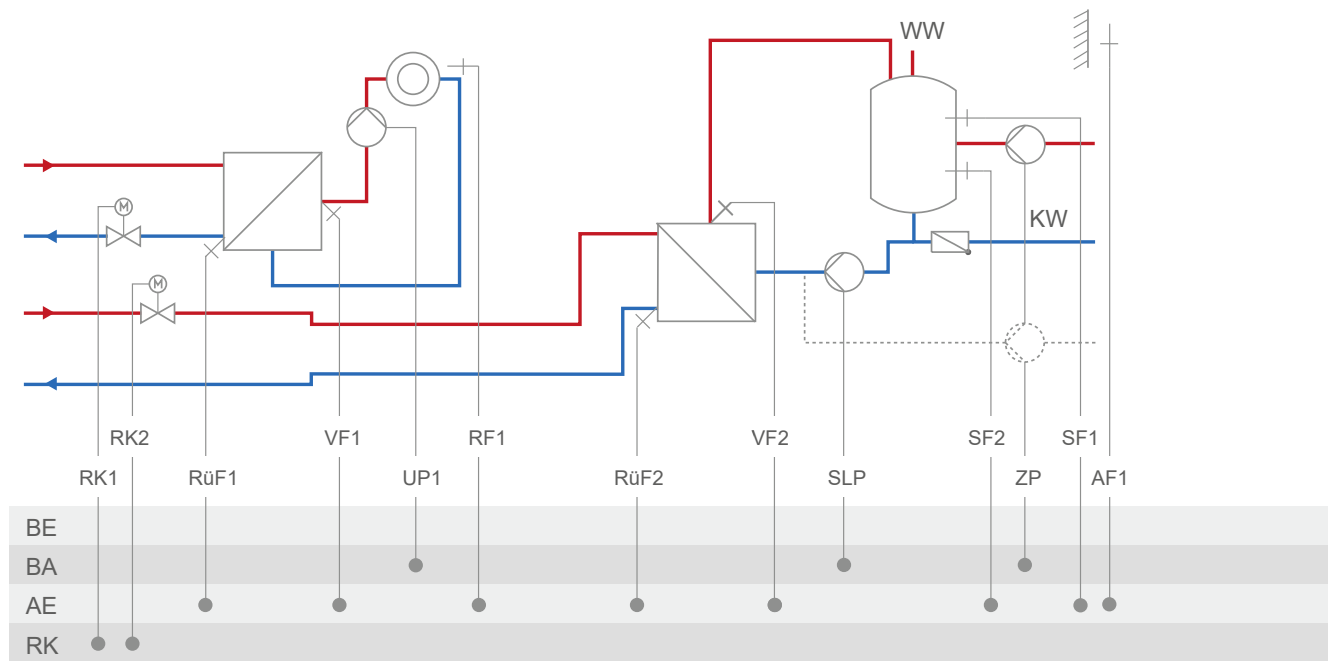 WW
M
KW
M
RK2 VF1 RF1 VF2 SF2 SF1
RK1 RüF1 UP1 RüF2 SLP ZP AF1
BE
BA
AE
RK